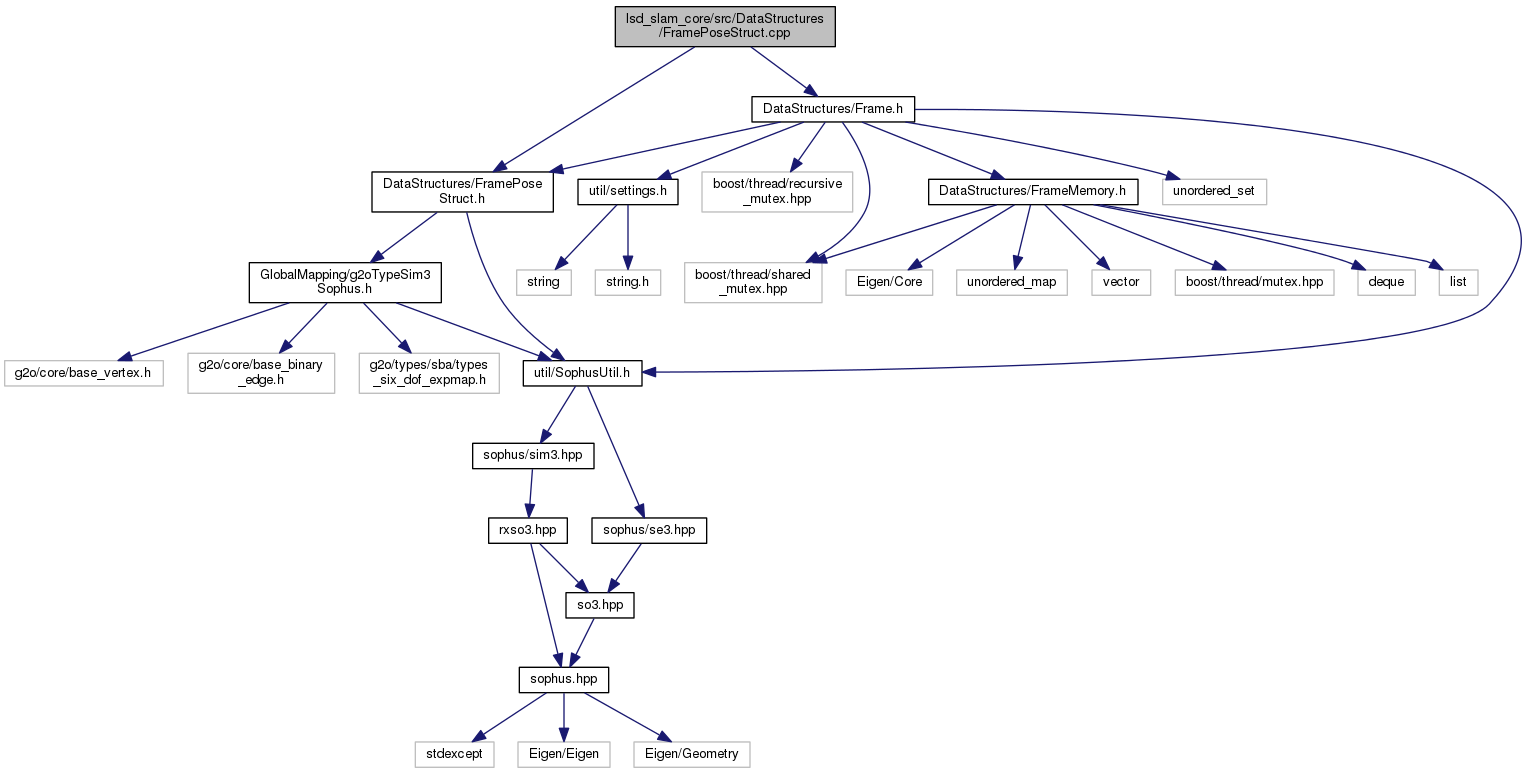 lsd_slam_core/src/DataStructures
/FramePoseStruct.cpp
DataStructures/Frame.h
DataStructures/FramePose
Struct.h
util/settings.h
boost/thread/recursive
_mutex.hpp
DataStructures/FrameMemory.h
unordered_set
GlobalMapping/g2oTypeSim3
Sophus.h
string
string.h
boost/thread/shared
_mutex.hpp
Eigen/Core
unordered_map
vector
boost/thread/mutex.hpp
deque
list
g2o/core/base_vertex.h
g2o/core/base_binary
_edge.h
g2o/types/sba/types
_six_dof_expmap.h
util/SophusUtil.h
sophus/sim3.hpp
rxso3.hpp
sophus/se3.hpp
so3.hpp
sophus.hpp
stdexcept
Eigen/Eigen
Eigen/Geometry